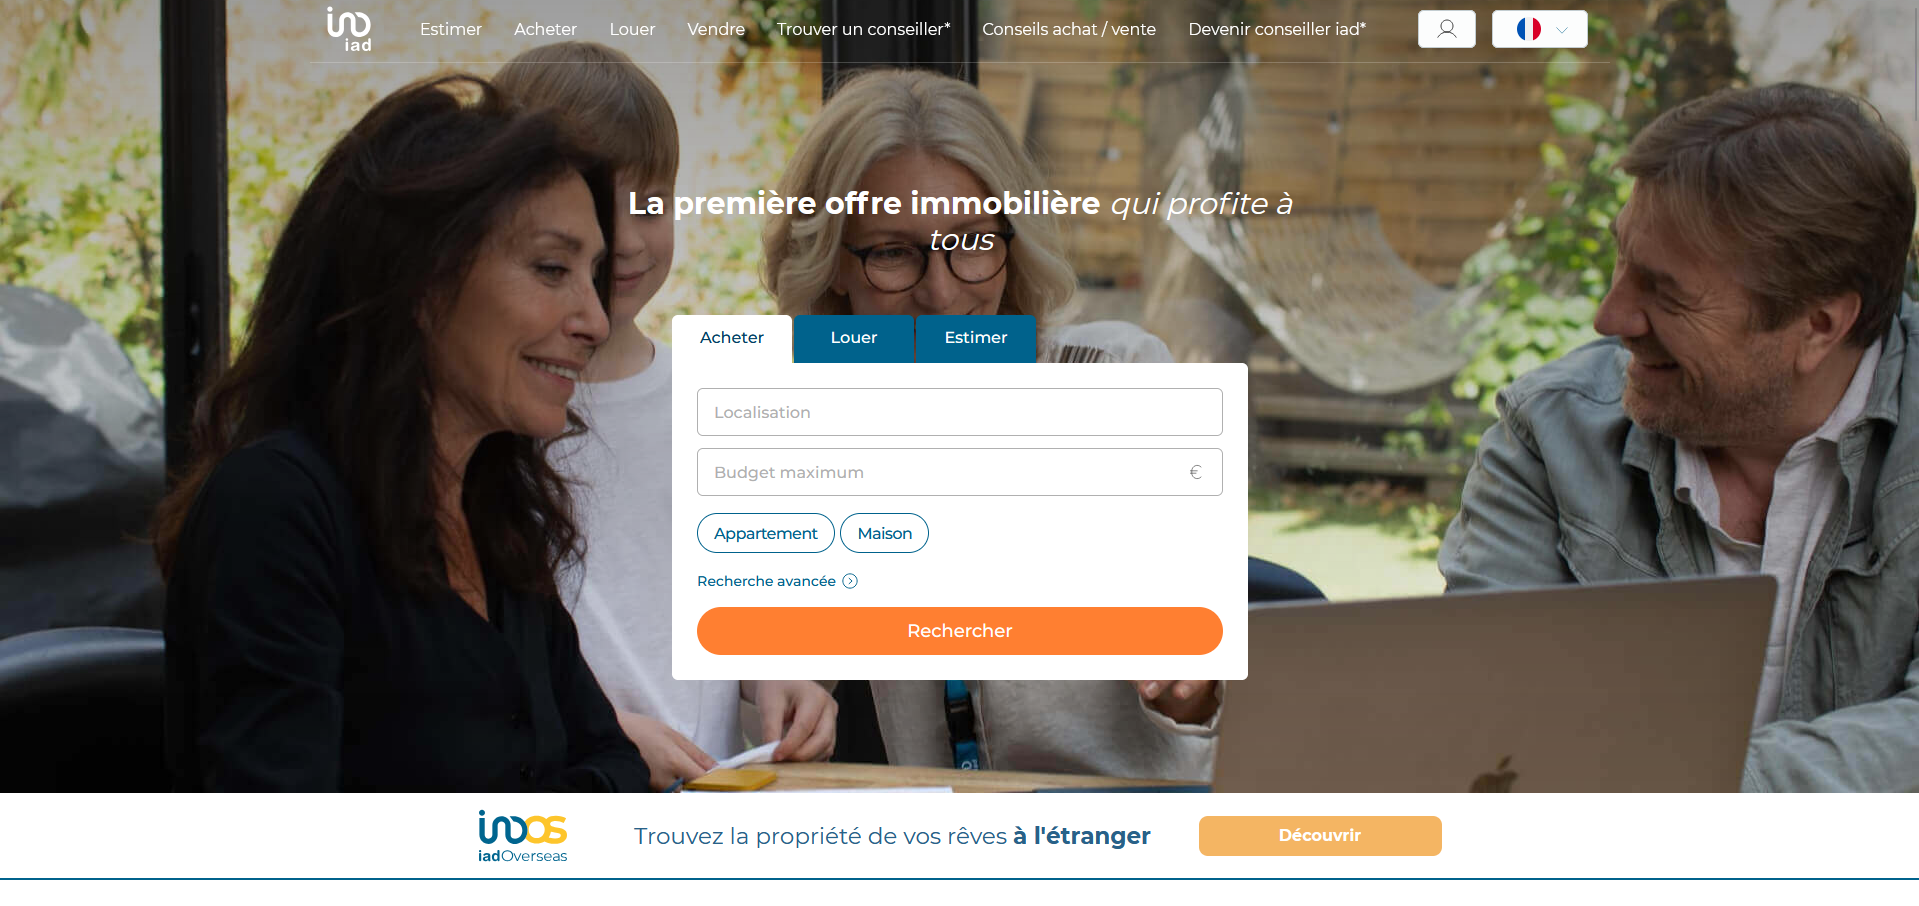 iad
Estimer
Acheter
Louer
Vendre
Trouver un conseiller*
Conseils achat / vente
Devenir conseiller iad*
La première offre immobilière qui profite à
tous
Acheter
Louer
Estimer
Localisation
Budget maximum €
Appartement
Maison
Recherche avancée
Rechercher
iadOverseas
Trouvez la propriété de vos rêves à l'étranger
Découvrir